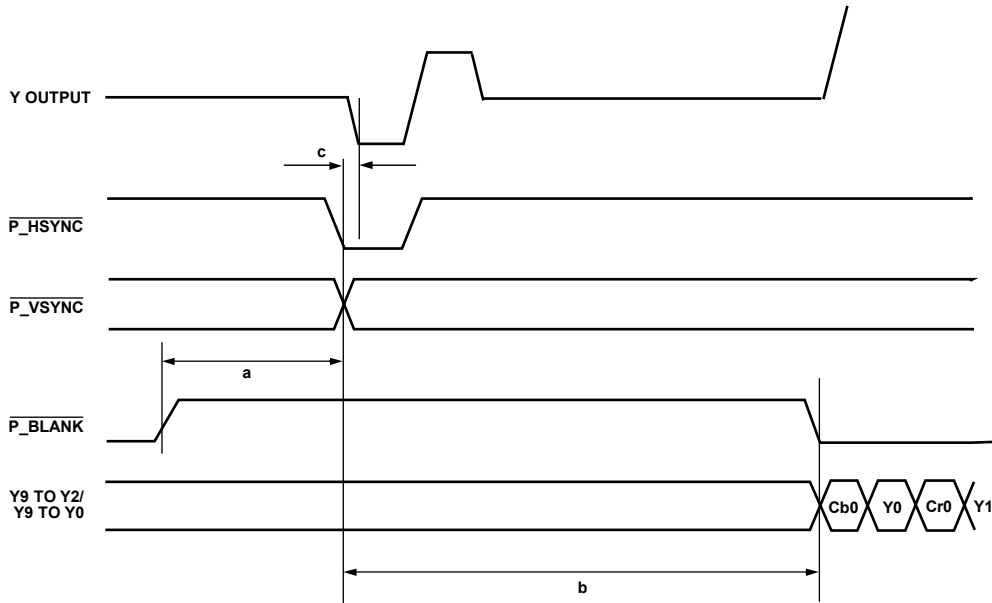 Y OUTPUT
c
P_HSYNC
P_VSYNC
a
P_BLANK
Y9 TO Y2/
Y9 TO Y0
Cb0 Y0 Cr0 Y1
b